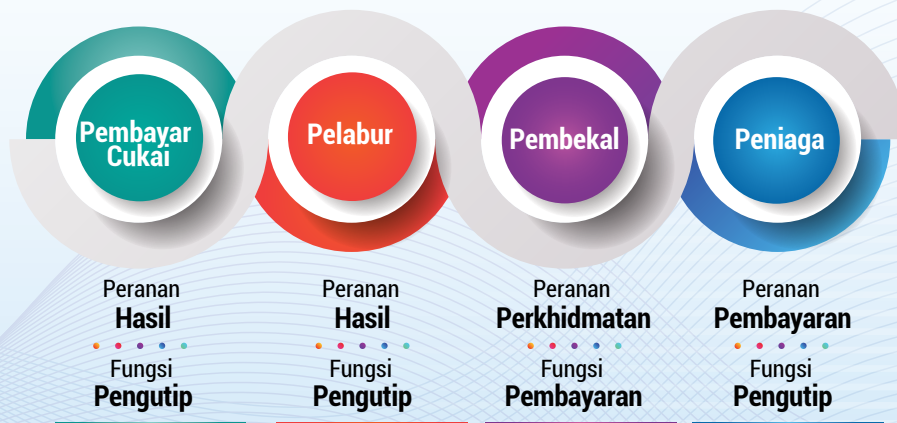 Pembayar
Cukai
Pelabur
Pembekal
Peniaga
Peranan
Hasil
Fungsi
Pengutip
Peranan
Hasil
Fungsi
Pengutip
Peranan
Perkhidmatan
Fungsi
Pembayaran
Peranan
Pembayaran
Fungsi
Pengutip